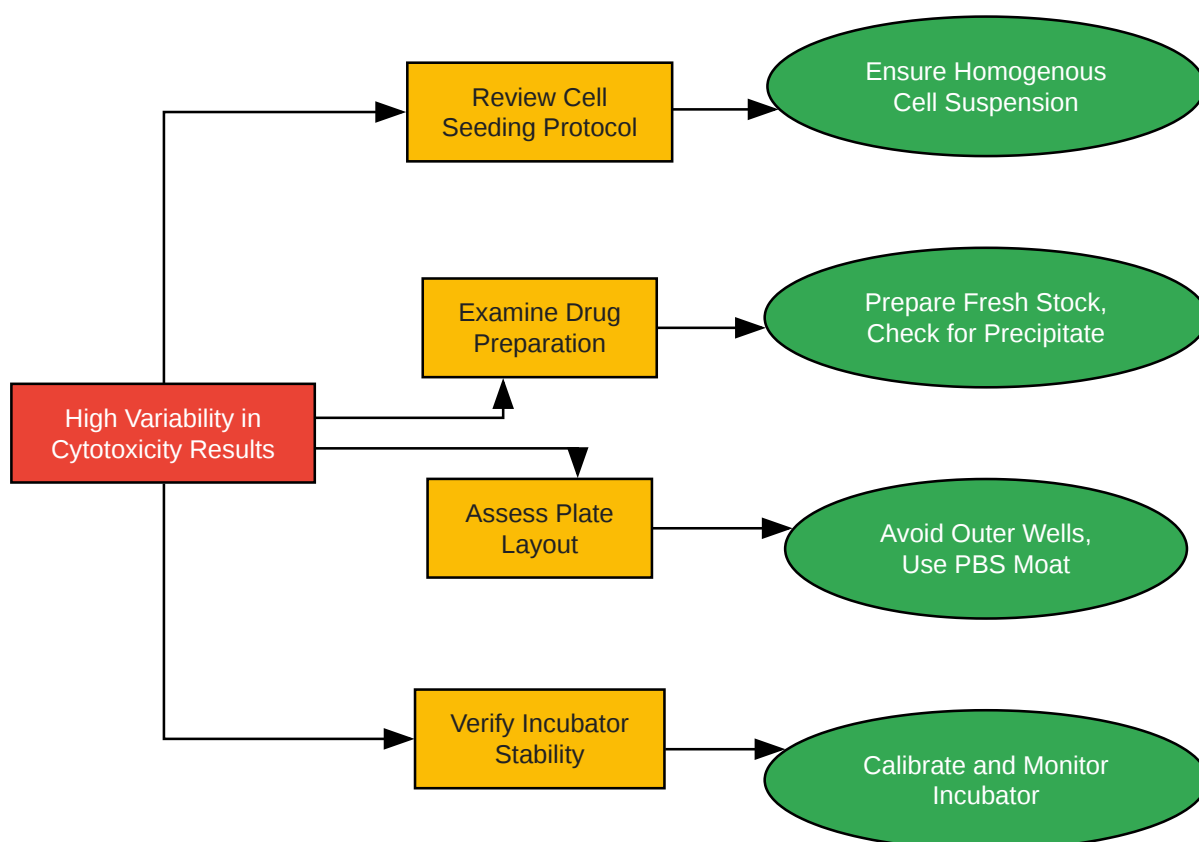 Ensure Homogenous
Cell Suspension
Review Cell
Seeding Protocol
Prepare Fresh Stock,
Check for Precipitate
Examine Drug
Preparation
High Variability in
Cytotoxicity Results
Assess Plate
Layout
Avoid Outer Wells,
Use PBS Moat
Verify Incubator
Stability
Calibrate and Monitor
Incubator